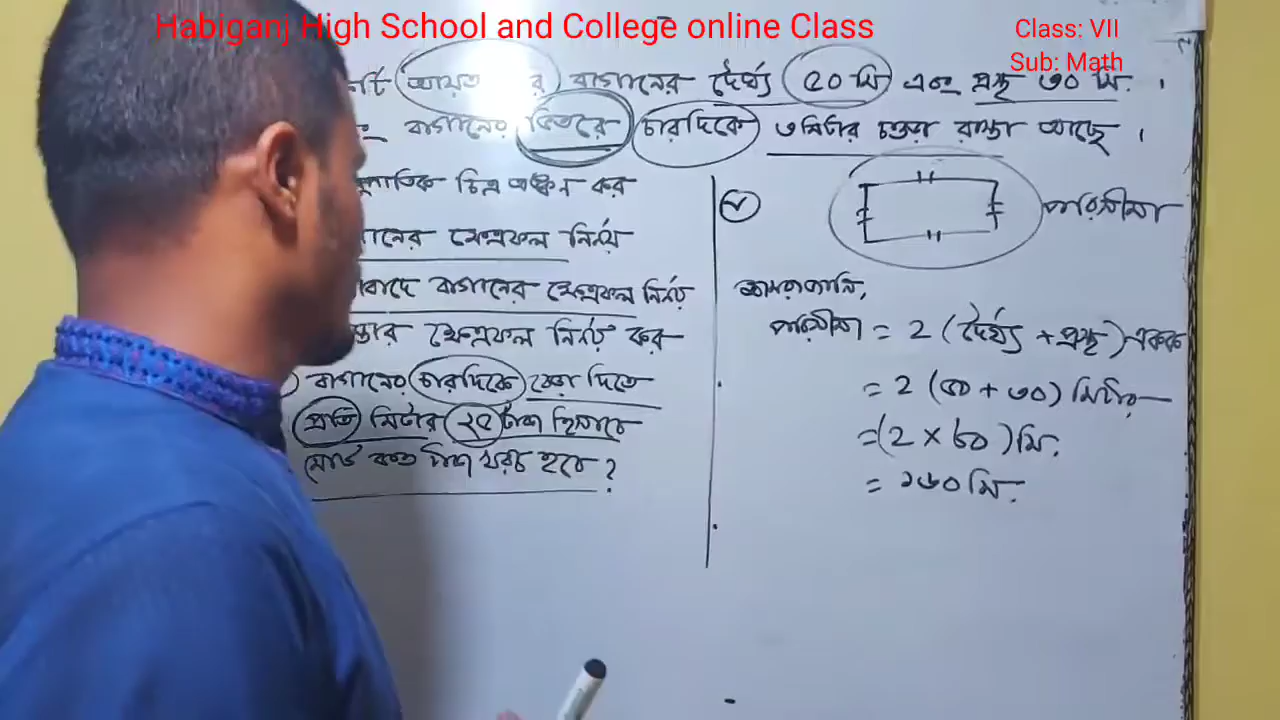 Habiganj High School and College online Class
Class: VII
Sub: Math
আয়ত র বাগানের দৈর্ঘ্য ৫০ মি এবং প্রস্থ ৩০ মি.।
বাগানের ভিতরে চারদিকে ৩ মিটার চওড়া রাস্তা আছে।
চিত্র অঙ্কন কর
ক্ষেত্রফল নির্ণয়
বাদে বাগানের ক্ষেত্রফল নির্ণয়
ক্ষেত্রফল নির্ণয় কর
বাগানের চারদিকে বেড়া দিতে
প্রতি মিটার ২৫ টাকা হিসাবে
মোট কত টাকা খরচ হবে?
পরিসীমা
আমরা জানি,
পরিসীমা = 2 (দৈর্ঘ্য + প্রস্থ) একক
= 2 (৫০ + ৩০) মিটার
= (2 × ৮০) মি.
= ১৬০ মি.